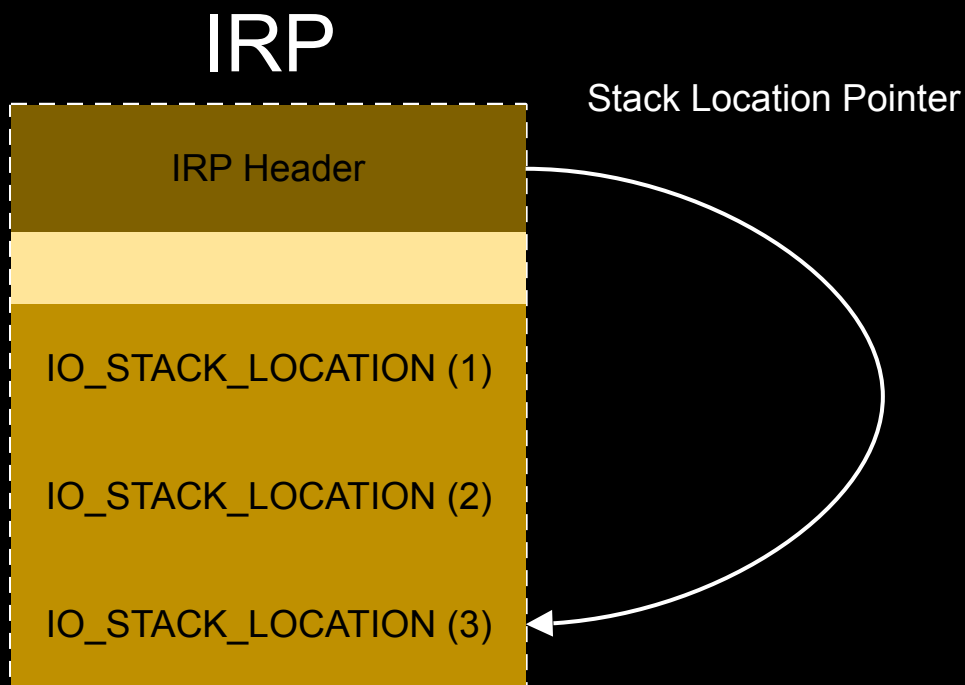 IRP
Stack Location Pointer
IRP Header
IO_STACK_LOCATION (1)
IO_STACK_LOCATION (2)
IO_STACK_LOCATION (3)